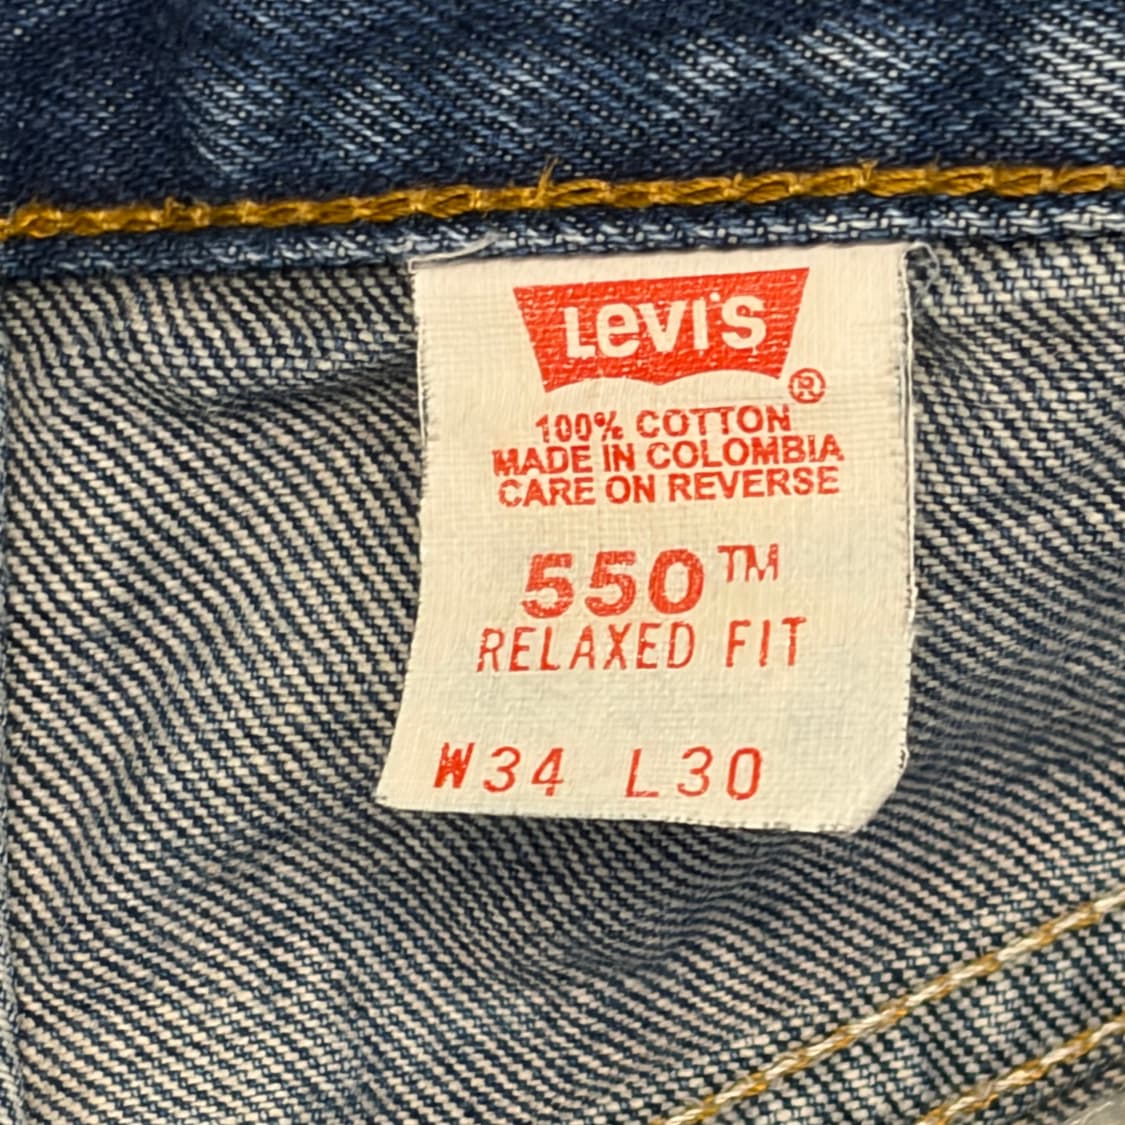 Levi's
®
100% COTTON
MADE IN COLOMBIA
CARE ON REVERSE
550™
RELAXED FIT
W34 L30